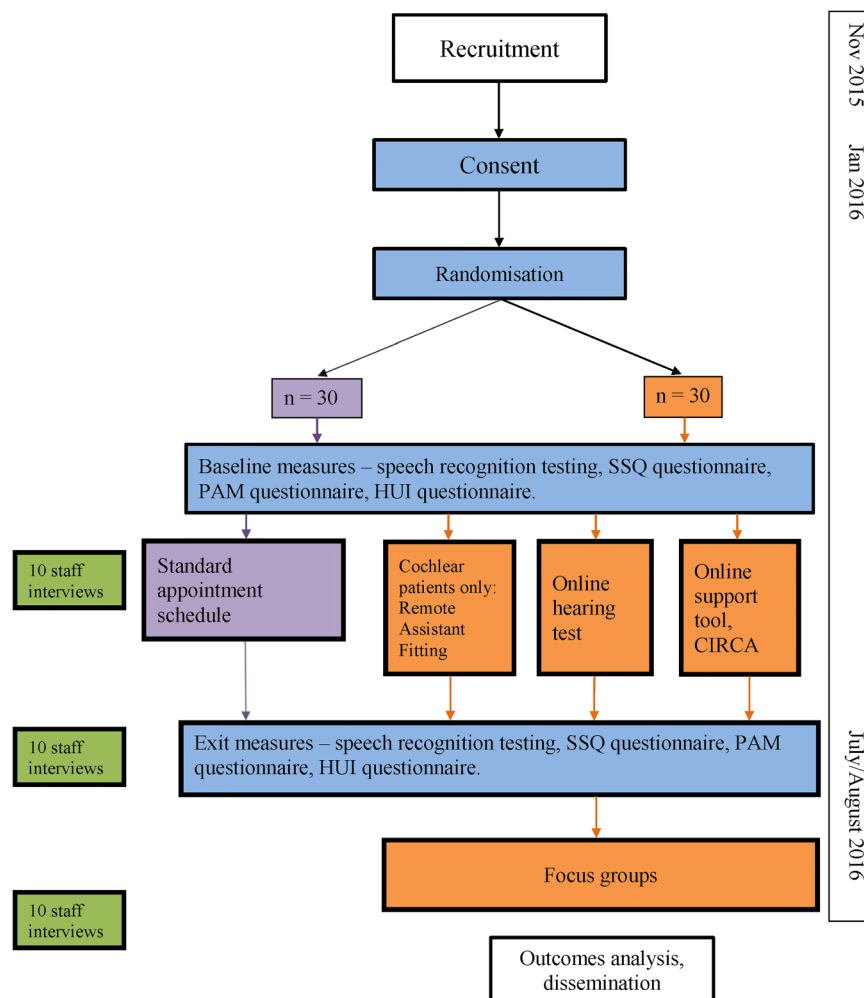 Recruitment
Nov 2015
Consent
Jan 2016
Randomisation
n = 30
n = 30
Baseline measures – speech recognition testing, SSQ questionnaire,
PAM questionnaire, HUI questionnaire.
10 staff
interviews
Standard
appointment
schedule
Cochlear
patients only:
Remote
Assistant
Fitting
Online
hearing
test
Online
support
tool,
CIRCA
10 staff
interviews
Exit measures – speech recognition testing, SSQ questionnaire, PAM
questionnaire, HUI questionnaire.
July/August 2016
Focus groups
10 staff
interviews
Outcomes analysis,
dissemination